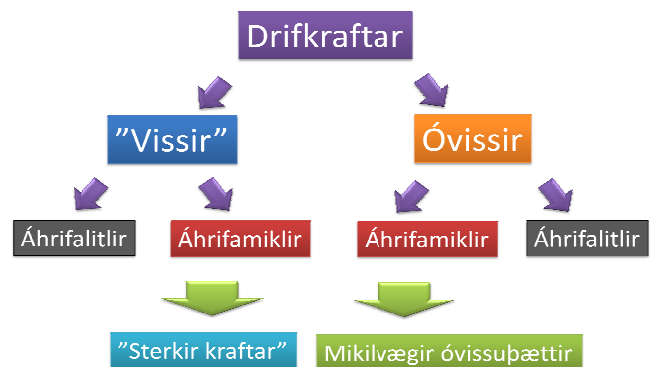 Drifkraftar
”Vissir”
Óvissir
Áhrifalitlir
Áhrifamiklir
Áhrifamiklir
Áhrifalitlir
”Sterkir kraftar”
Mikilvægir óvissuþættir